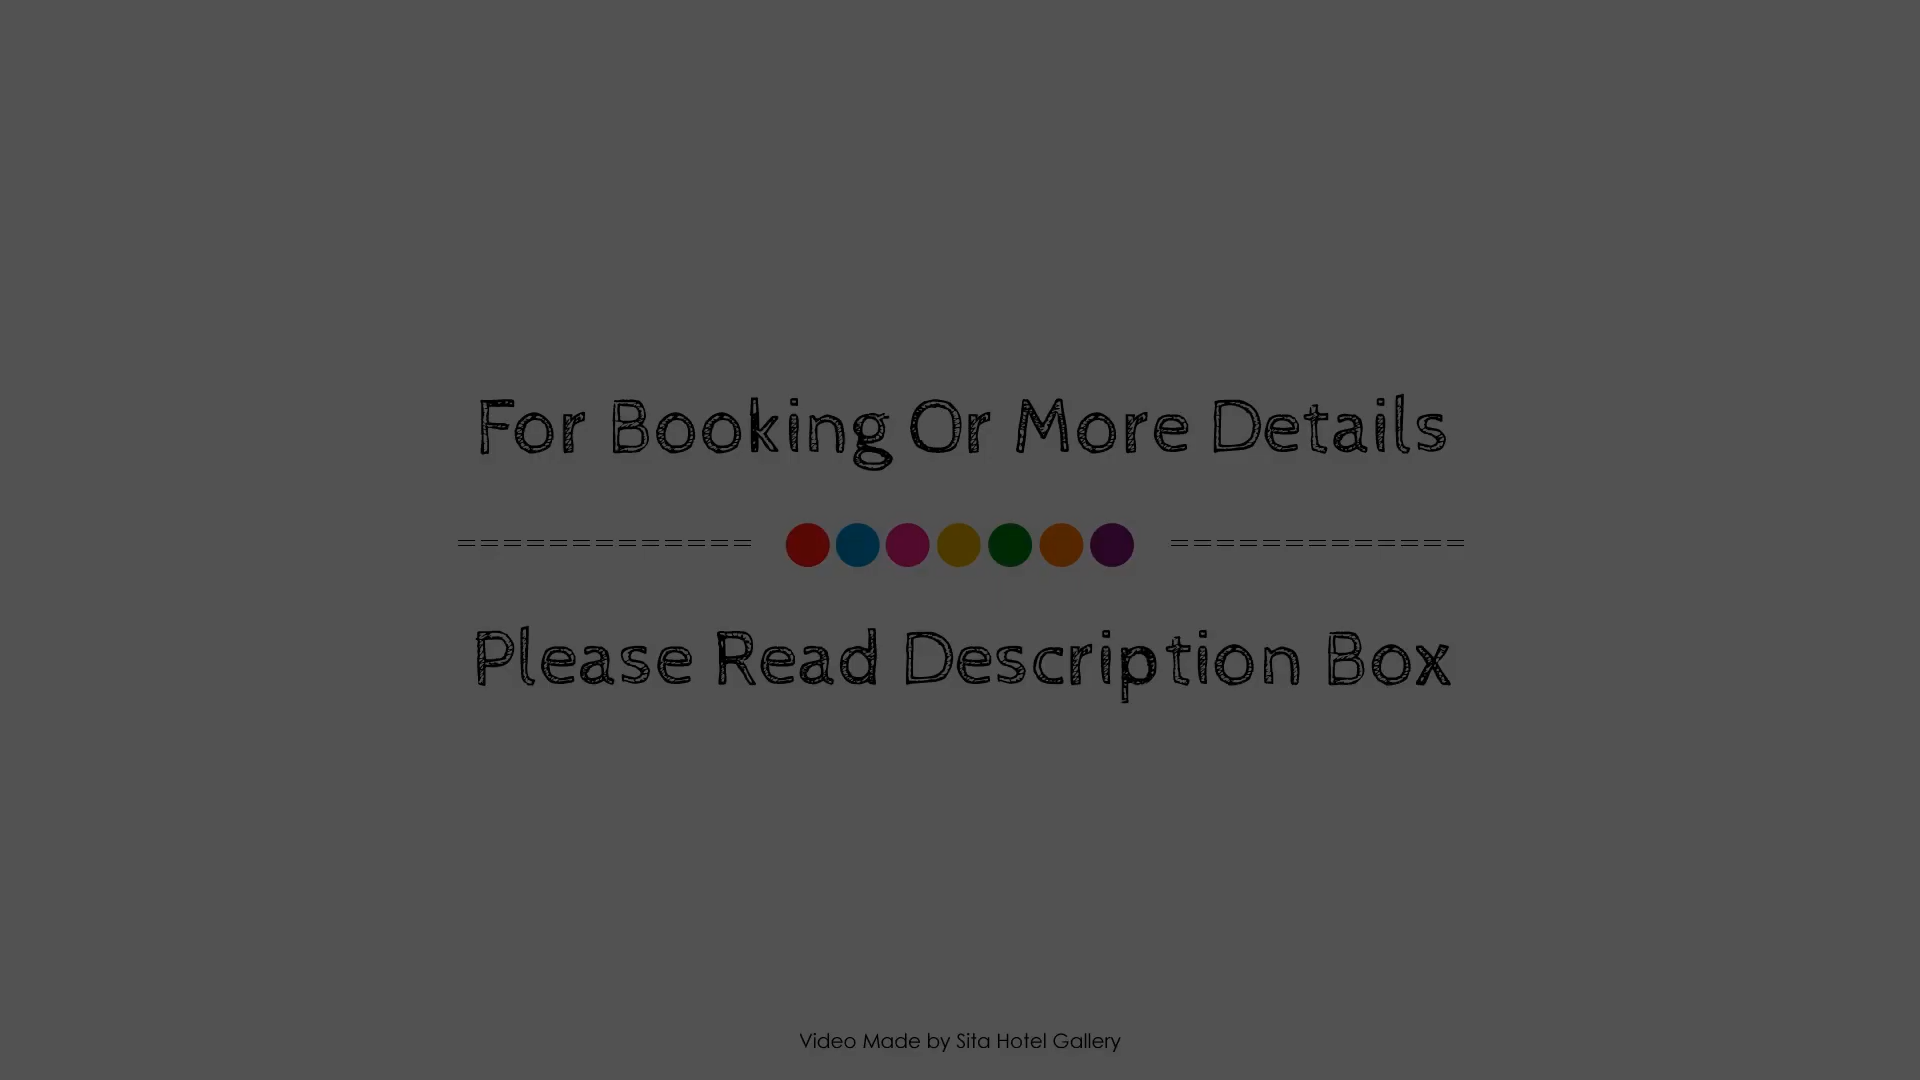 For Booking Or More Details
============= =============
Please Read Description Box
Video Made by Sita Hotel Gallery